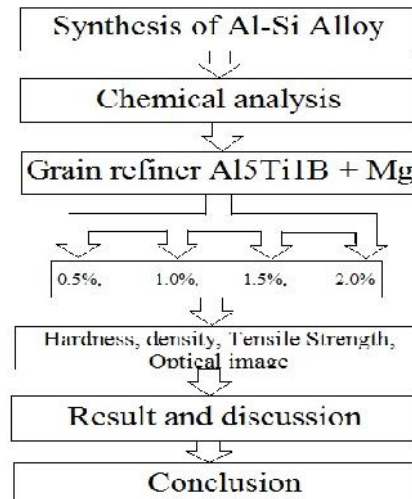 Synthesis of Al-Si Alloy
Chemical analysis
Grain refiner Al5Ti1B + Mg
0.5%, 1.0%, 1.5%, 2.0%
Hardness, density, Tensile Strength,
Optical image
Result and discussion
Conclusion